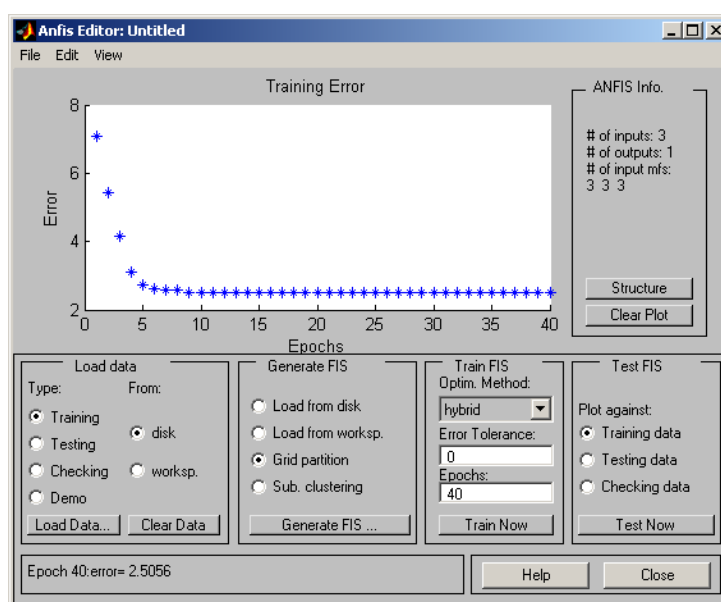 Anfis Editor: Untitled
File Edit View
Training Error
8
6
4
2
Error
0 5 10 15 20 25 30 35 40
Epochs
ANFIS Info.
# of inputs: 3
# of outputs: 1
# of input mfs:
3 3 3
Structure
Clear Plot
Load data
Type: From:
Training
disk
Testing
Checking
worksp.
Demo
Load Data... Clear Data
Generate FIS
Load from disk
Load from worksp.
Grid partition
Sub. clustering
Generate FIS ...
Train FIS
Optim. Method:
hybrid
Error Tolerance:
0
Epochs:
40
Train Now
Test FIS
Plot against:
Training data
Testing data
Checking data
Test Now
Epoch 40:error= 2.5056
Help
Close